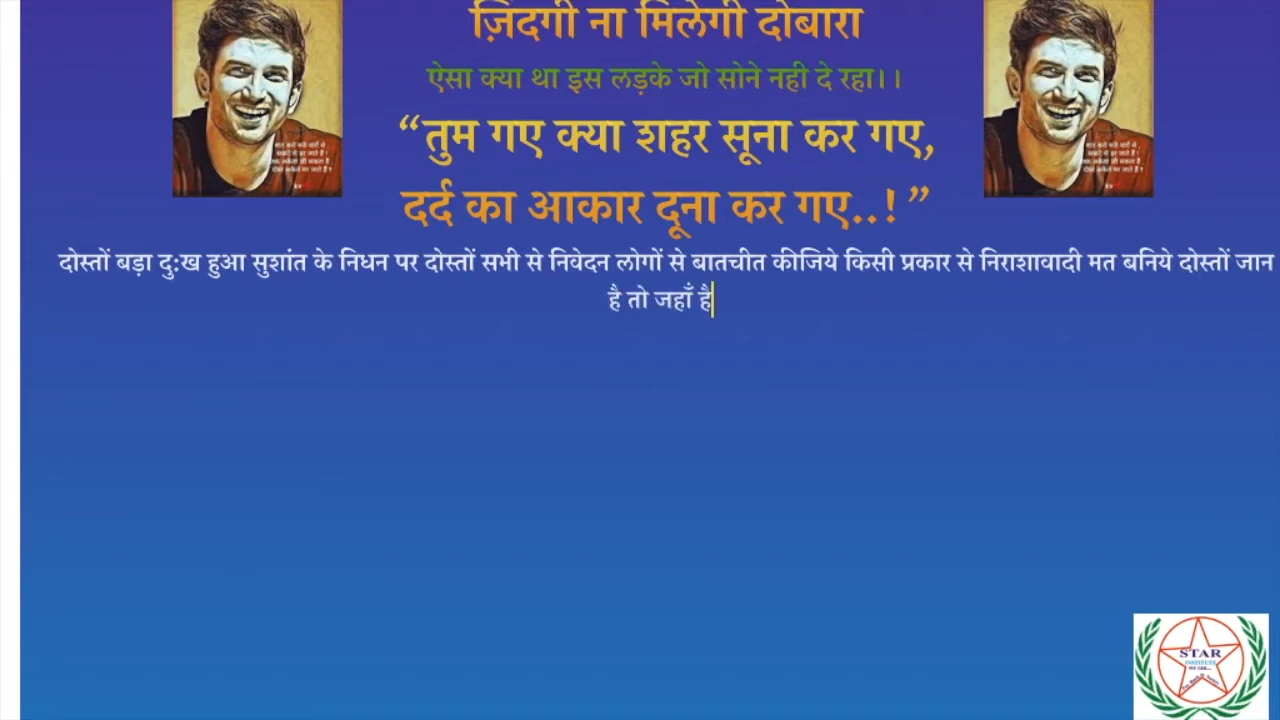 ज़िंदगी ना मिलेगी दोबारा
ऐसा क्या था इस लड़के जो सोने नही दे रहा।।
“तुम गए क्या शहर सूना कर गए,
दर्द का आकार दूना कर गए..!”
दोस्तों बड़ा दु:ख हुआ सुशांत के निधन पर दोस्तों सभी से निवेदन लोगों से बातचीत कीजिये किसी प्रकार से निराशावादी मत बनिये दोस्तों जान
है तो जहाँ है
STAR
INSTITUTE